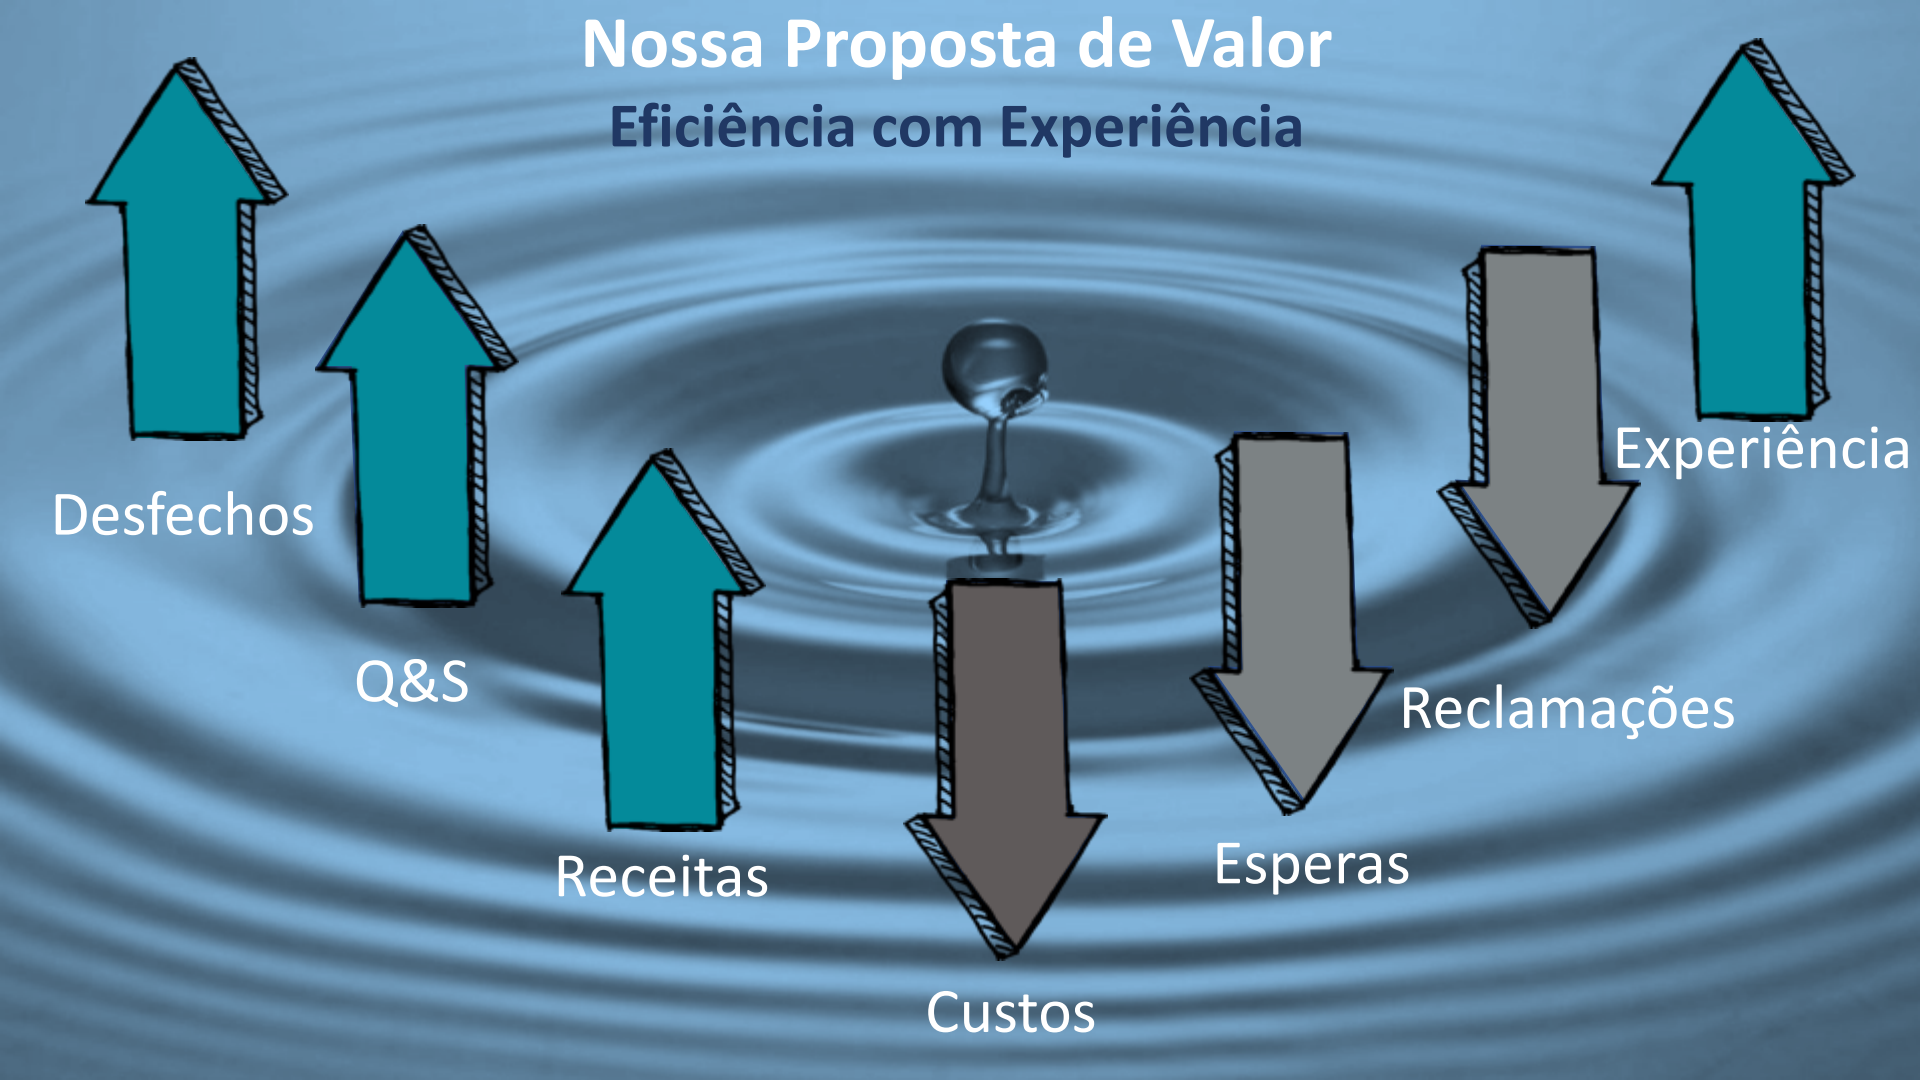 Nossa Proposta de Valor
Eficiência com Experiência
Desfechos
Q&S
Receitas
Custos
Esperas
Reclamações
Experiência